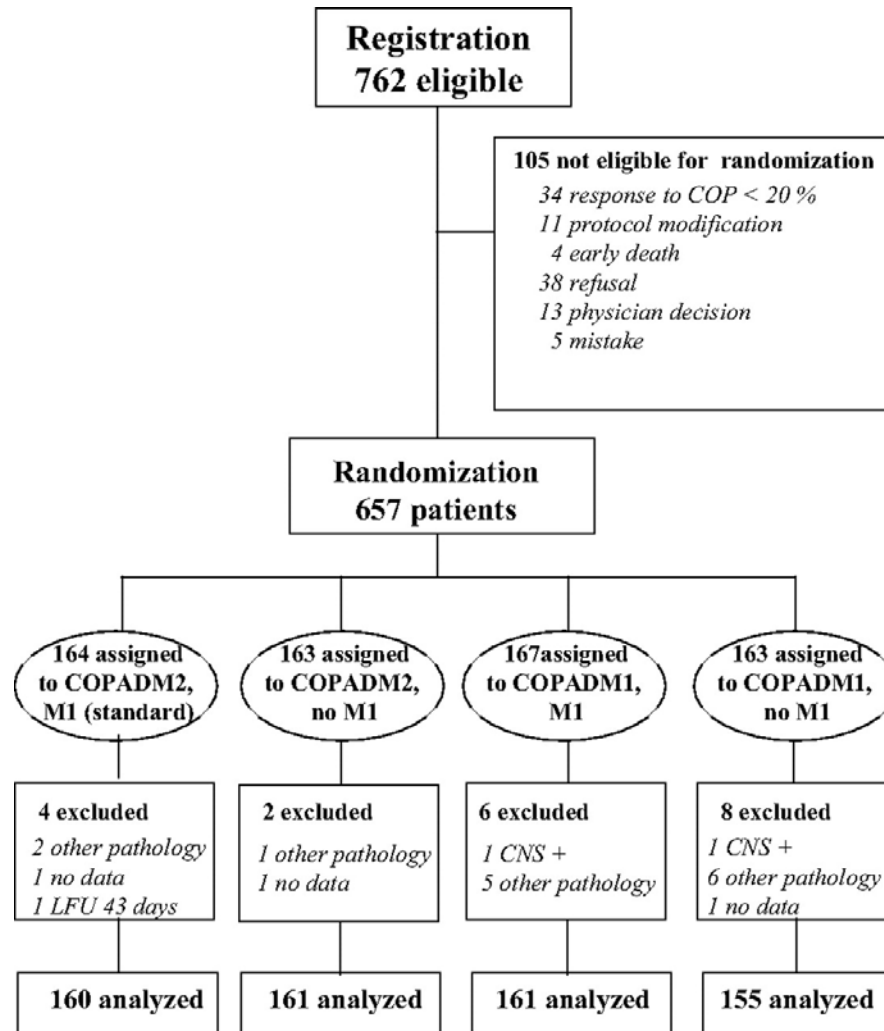 Registration
762 eligible
105 not eligible for randomization
34 response to COP < 20 %
11 protocol modification
4 early death
38 refusal
13 physician decision
5 mistake
Randomization
657 patients
164 assigned
to COPADM2,
M1 (standard)
163 assigned
to COPADM2,
no M1
167assigned
to COPADM1,
M1
163 assigned
to COPADM1,
no M1
4 excluded
2 other pathology
1 no data
1 LFU 43 days
2 excluded
1 other pathology
1 no data
6 excluded
1 CNS +
5 other pathology
8 excluded
1 CNS +
6 other pathology
1 no data
160 analyzed
161 analyzed
161 analyzed
155 analyzed